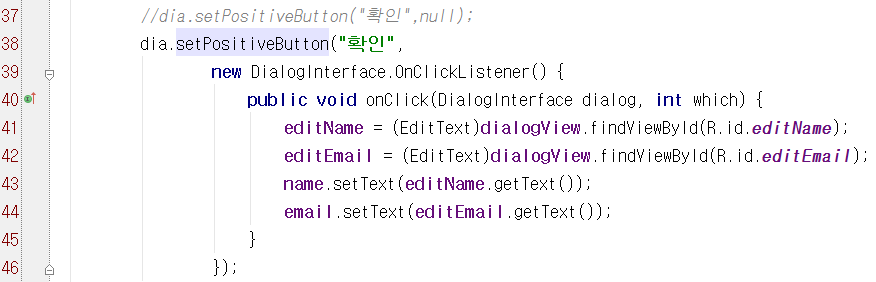 37 //dia.setPositiveButton("확인",null);
38 dia.setPositiveButton("확인",
39 new DialogInterface.OnClickListener() {
40 public void onClick(DialogInterface dialog, int which) {
41 editName = (EditText)dialogView.findViewById(R.id.editName);
42 editEmail = (EditText)dialogView.findViewById(R.id.editEmail);
43 name.setText(editName.getText());
44 email.setText(editEmail.getText());
45 }
46 });